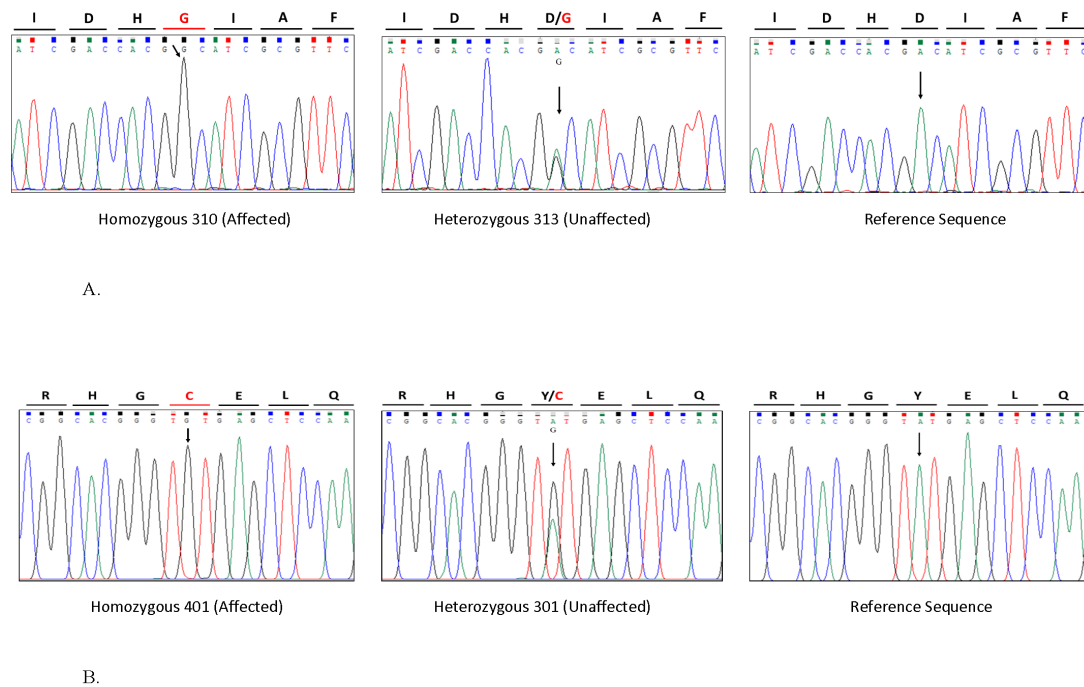 I D H G I A F
I D H D/G I A F
I D H D I A F
A T C G A C C A C G G C A T C G C G T T C
A T C G A C C A C G A C A T C G C G T T C
G
A T C G A C C A C G A C A T C G C G T T C
Homozygous 310 (Affected)
Heterozygous 313 (Unaffected)
Reference Sequence
A.
R H G C E L Q
R H G Y/C E L Q
R H G Y E L Q
C G G C A C G G G T G T G A G C T C C A A
C G G C A C G G G T A T G A G C T C C A A
G
C G G C A C G G G T A T G A G C T C C A A
Homozygous 401 (Affected)
Heterozygous 301 (Unaffected)
Reference Sequence
B.